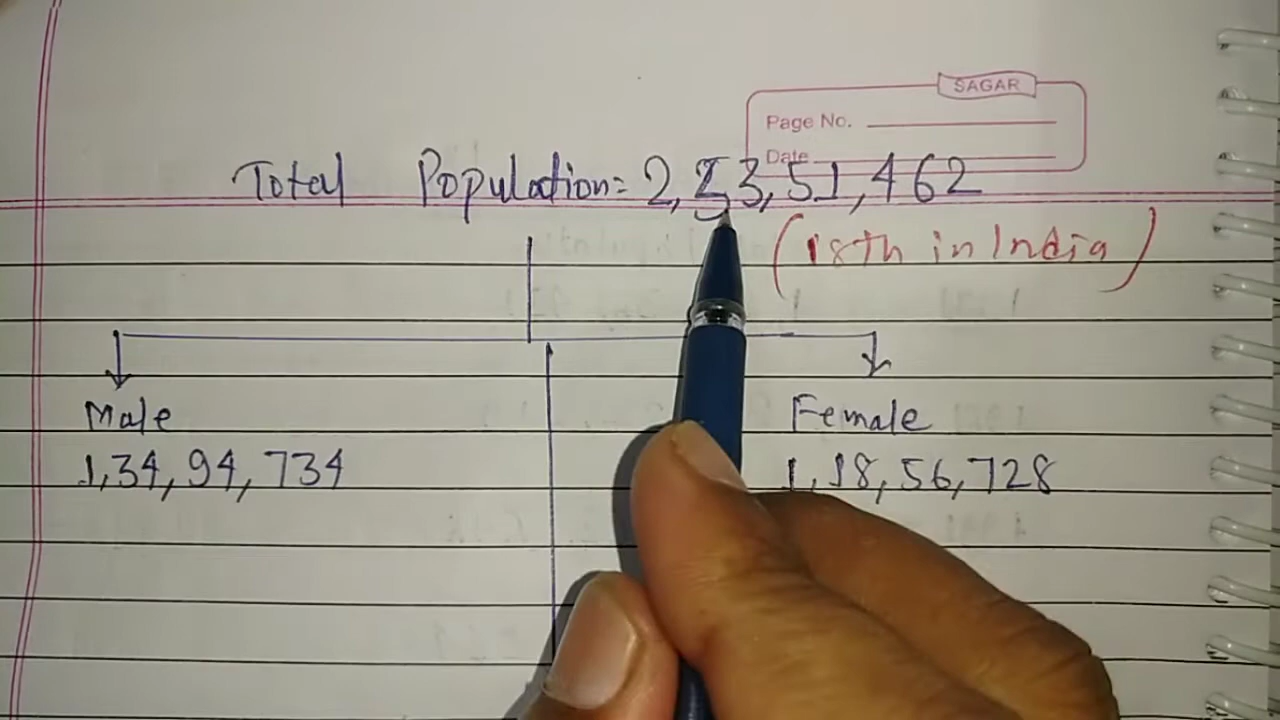 SAGAR
Page No.
Date
Total Population= 2,53,51,462
(18th in India)
Male
Female
1,34,94,734
1,18,56,728